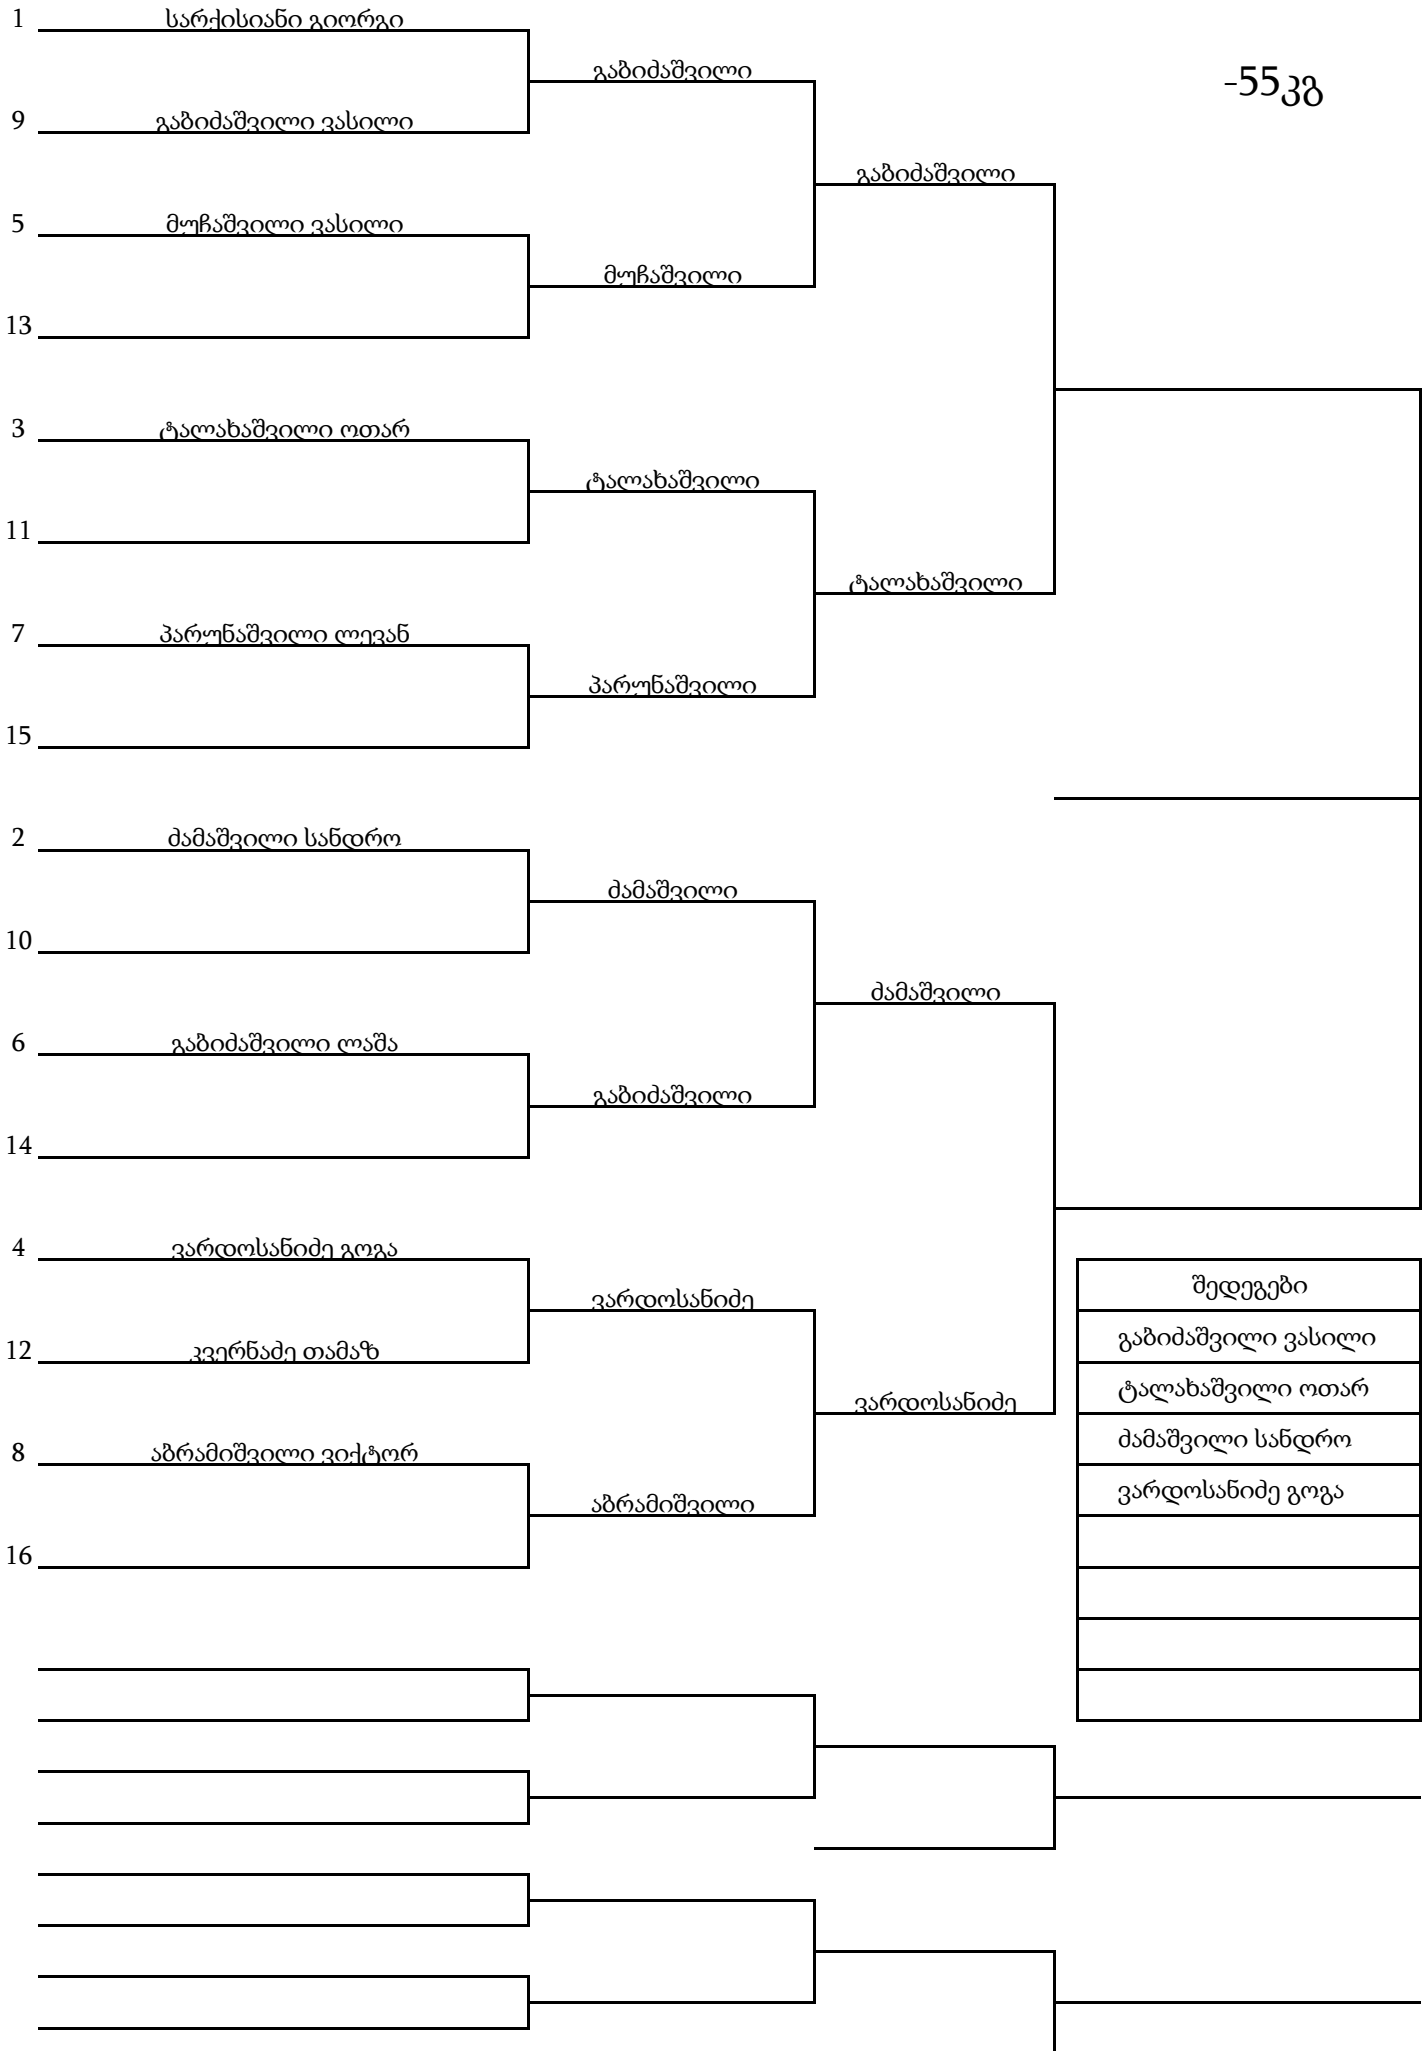 1 სარქისიანი გიორგი
გაბიძაშვილი
-55კგ
9 გაბიძაშვილი ვასილი
გაბიძაშვილი
5 მუჩაშვილი ვასილი
მუჩაშვილი
13
3 ტალახაშვილი ოთარ
ტალახაშვილი
11
ტალახაშვილი
7 პარუნაშვილი ლევან
პარუნაშვილი
15
2 ძამაშვილი სანდრო
ძამაშვილი
10
ძამაშვილი
6 გაბიძაშვილი ლაშა
გაბიძაშვილი
14
4 ვარდოსანიძე გოგა
ვარდოსანიძე
12 კვერნაძე თამაზ
ვარდოსანიძე
8 აბრამიშვილი ვიქტორ
აბრამიშვილი
16
შედეგები
გაბიძაშვილი ვასილი
ტალახაშვილი ოთარ
ძამაშვილი სანდრო
ვარდოსანიძე გოგა